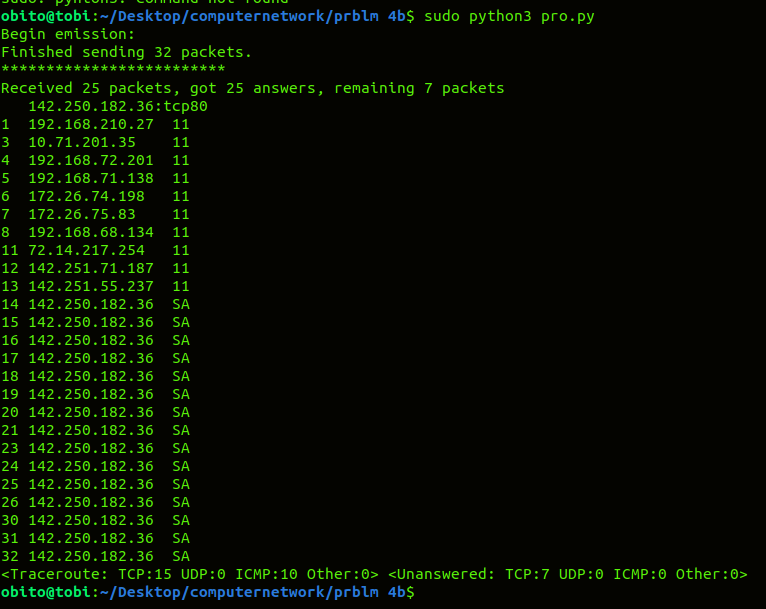 sudo: pyhton3: command not found
obito@tobi:~/Desktop/computernetwork/prblm 4b$ sudo python3 pro.py
Begin emission:
Finished sending 32 packets.
*************************
Received 25 packets, got 25 answers, remaining 7 packets
   142.250.182.36:tcp80
1  192.168.210.27  11
3  10.71.201.35    11
4  192.168.72.201  11
5  192.168.71.138  11
6  172.26.74.198   11
7  172.26.75.83    11
8  192.168.68.134  11
11 72.14.217.254   11
12 142.251.71.187  11
13 142.251.55.237  11
14 142.250.182.36  SA
15 142.250.182.36  SA
16 142.250.182.36  SA
17 142.250.182.36  SA
18 142.250.182.36  SA
19 142.250.182.36  SA
20 142.250.182.36  SA
21 142.250.182.36  SA
23 142.250.182.36  SA
24 142.250.182.36  SA
25 142.250.182.36  SA
26 142.250.182.36  SA
30 142.250.182.36  SA
31 142.250.182.36  SA
32 142.250.182.36  SA
<Traceroute: TCP:15 UDP:0 ICMP:10 Other:0> <Unanswered: TCP:7 UDP:0 ICMP:0 Other:0>
obito@tobi:~/Desktop/computernetwork/prblm 4b$